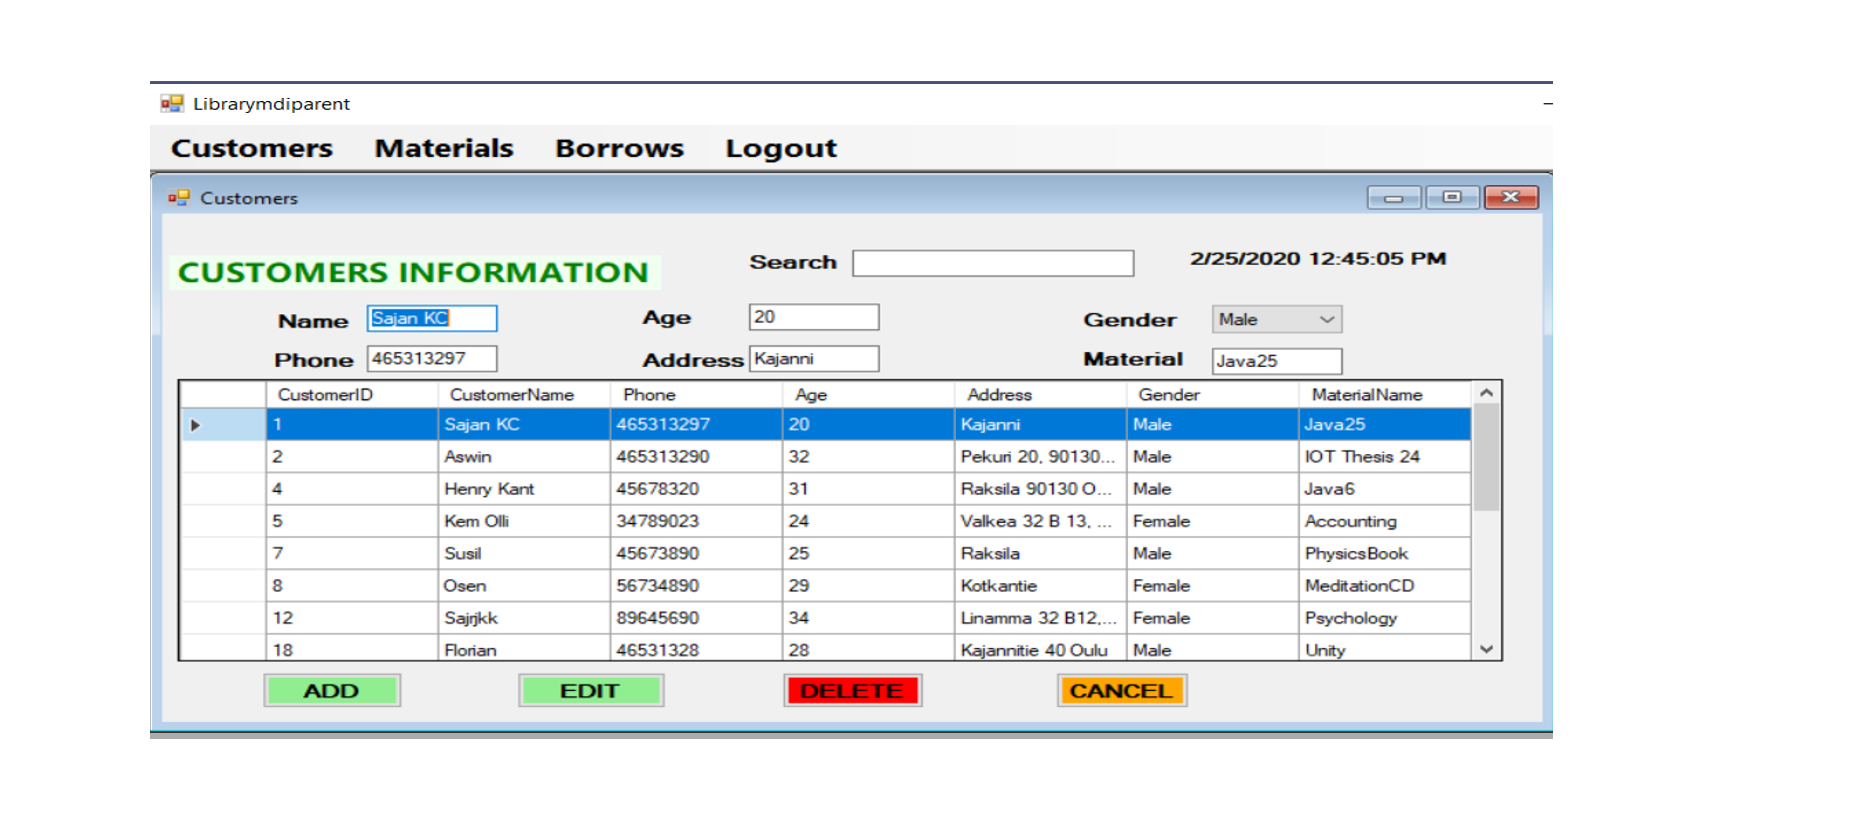 Librarymdiparent
Customers Materials Borrows Logout
Customers
CUSTOMERS INFORMATION Search 2/25/2020 12:45:05 PM
Name Sajan KC Age 20 Gender Male
Phone 465313297 Address Kajanni Material Java25
CustomerID CustomerName Phone Age Address Gender MaterialName
1 Sajan KC 465313297 20 Kajanni Male Java25
2 Aswin 465313290 32 Pekuri 20, 90130... Male IOT Thesis 24
4 Henry Kant 45678320 31 Raksila 90130 O... Male Java6
5 Kem Olli 34789023 24 Valkea 32 B 13, ... Female Accounting
7 Susil 45673890 25 Raksila Male PhysicsBook
8 Osen 56734890 29 Kotkantie Female MeditationCD
12 89645690 34 Linamma 32 B12,... Female Psychology
18 Florian 46531328 28 Kajannitie 40 Oulu Male Unity
ADD EDIT DELETE CANCEL